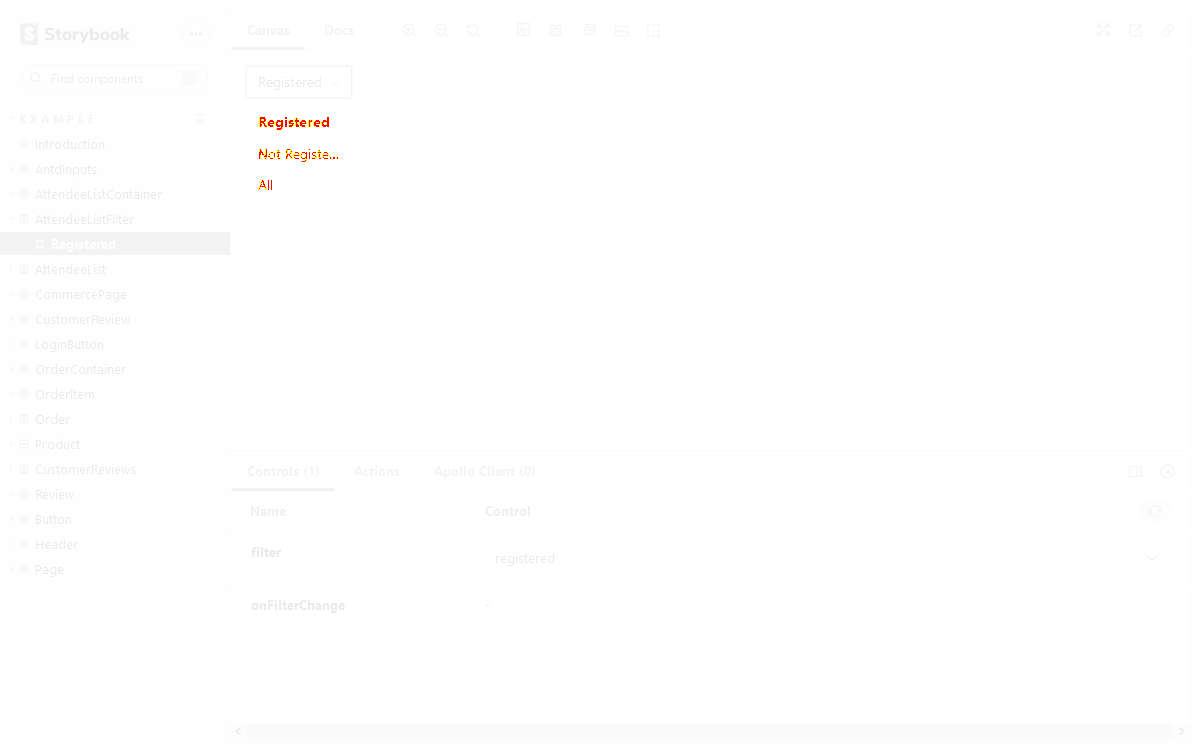 Storybook
Canvas
Docs
Find components
/
Registered
EXAMPLE
Registered
Introduction
Not Registe...
AntdInputs
All
AttendeeListContainer
AttendeeListFilter
Registered
AttendeeList
CommercePage
CustomerReview
LoginButton
OrderContainer
OrderItem
Order
Product
CustomerReviews
Review
Button
Header
Page
Controls (1)
Actions
Apollo Client (0)
Name
Control
filter
registered
onFilterChange
-